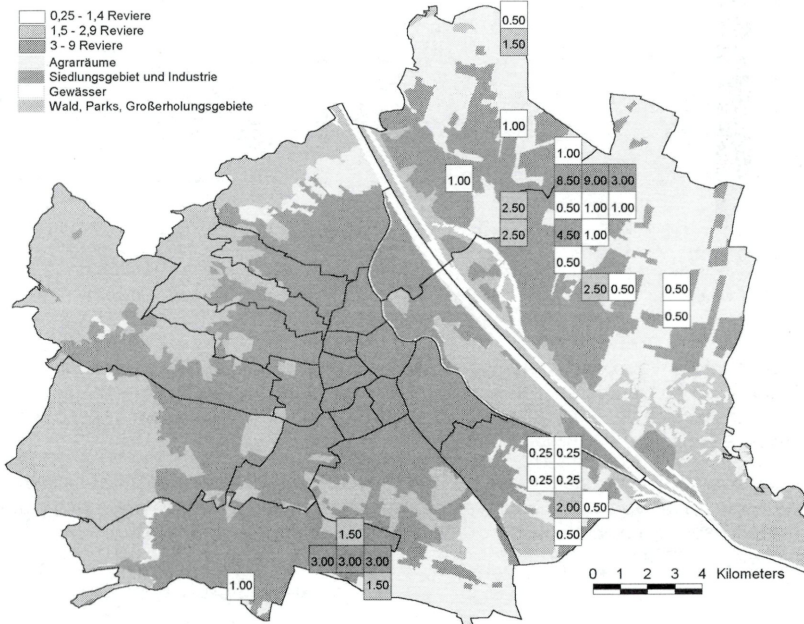 0,25 - 1,4 Reviere
1,5 - 2,9 Reviere
3 - 9 Reviere
Agrarräume
Siedlungsgebiet und Industrie
Gewässer
Wald, Parks, Großerholungsgebiete
0.50
1.50
1.00
1.00
1.00
8.50 9.00 3.00
2.50 0.50 1.00 1.00
2.50 4.50 1.00
0.50
2.50 0.50 0.50
0.50
0.25 0.25
0.25 0.25
2.00 0.50
1.50 0.50
3.00 3.00 3.00
1.00 1.50
0 1 2 3 4 Kilometers